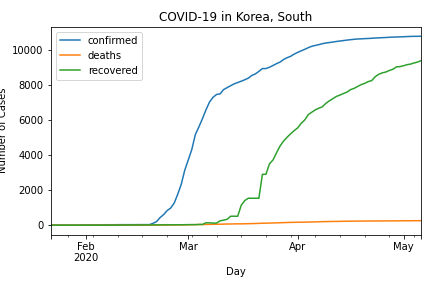 COVID-19 in Korea, South
confirmed
deaths
recovered
10000
8000
6000
4000
2000
0
Number of Cases
Feb
2020
Mar
Apr
May
Day